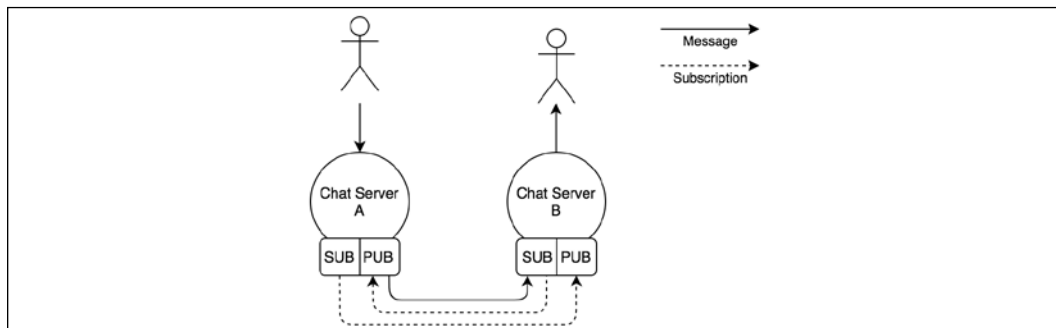 Message
Subscription
Chat Server
A
Chat Server
B
SUB PUB
SUB PUB